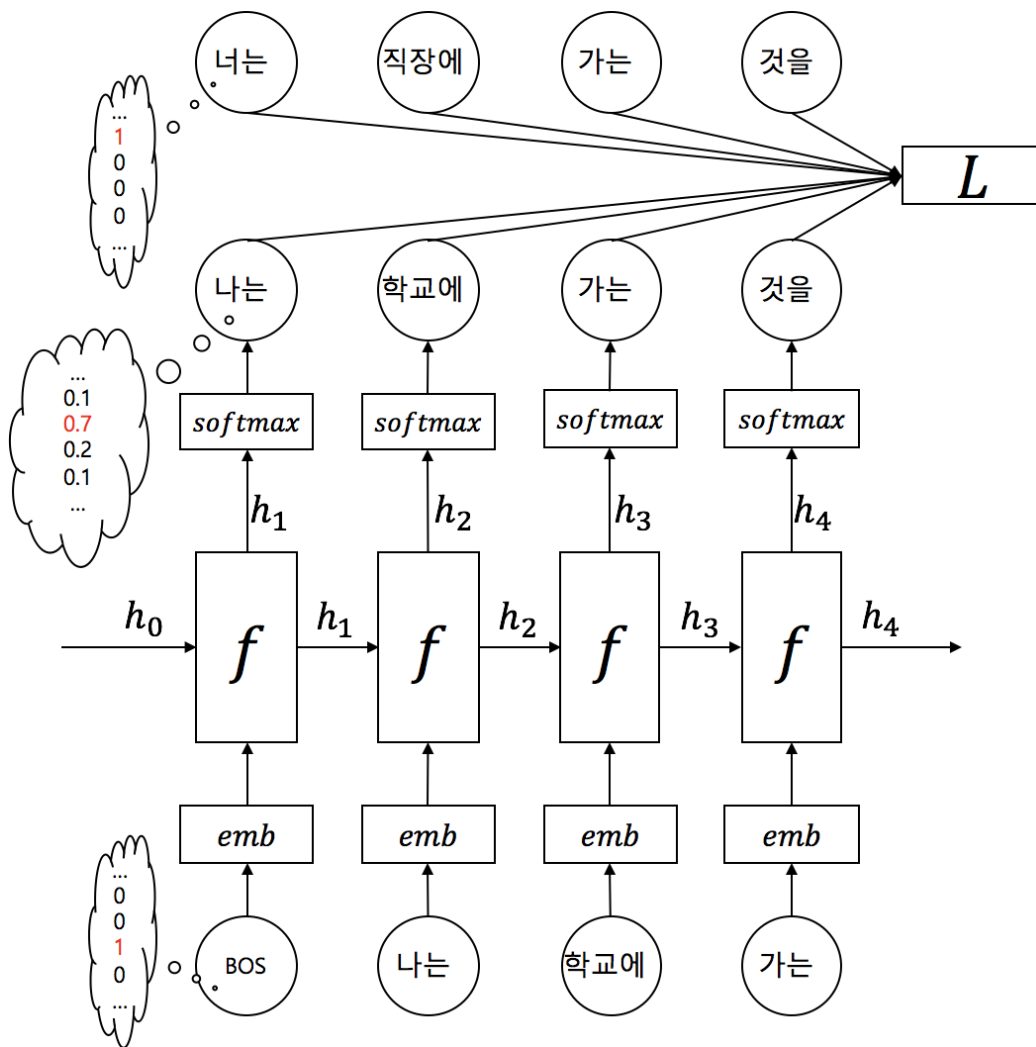 너는 직장에 가는 것을
...
1
0
0
0
...
L
나는 학교에 가는 것을
...
0.1
0.7
0.2
0.1
...
softmax softmax softmax softmax
h₁ h₂ h₃ h₄
h₀ h₁ h₂ h₃ h₄
f f f f
emb emb emb emb
...
0
0
1
0
...
BOS 나는 학교에 가는